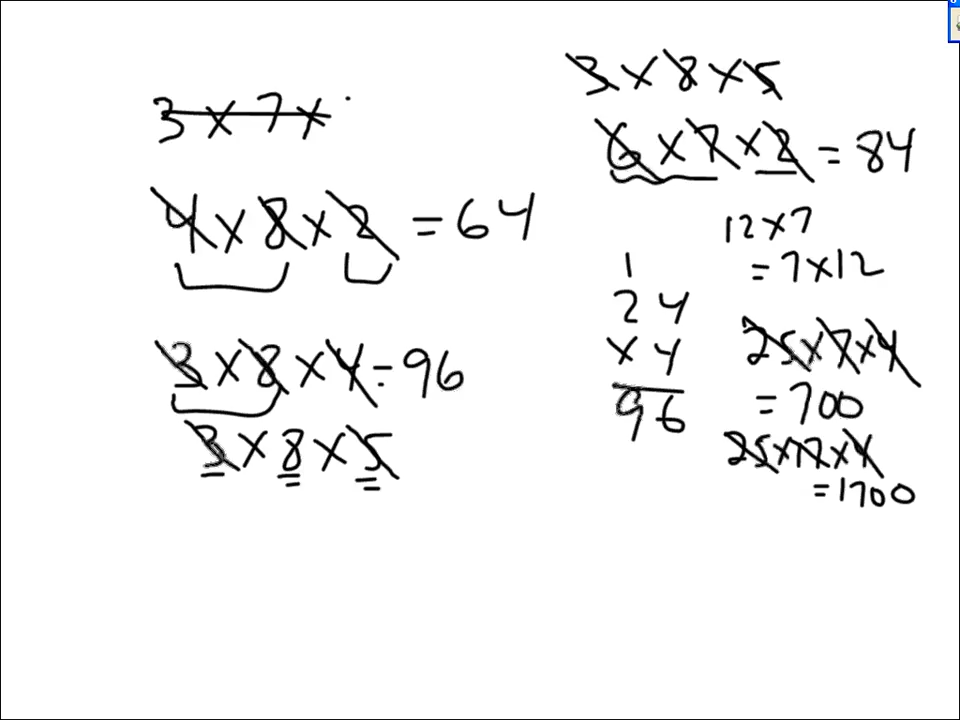 3 x 7 x
4 x 8 x 2 = 64
3 x 8 x 4 = 96
3 x 8 x 5
3 x 8 x 5
6 x 7 x 2 = 84
12 x 7
= 7 x 12
1
24
x 4
96
25 x 7 x 4
= 700
25 x 17 x 4
= 1700